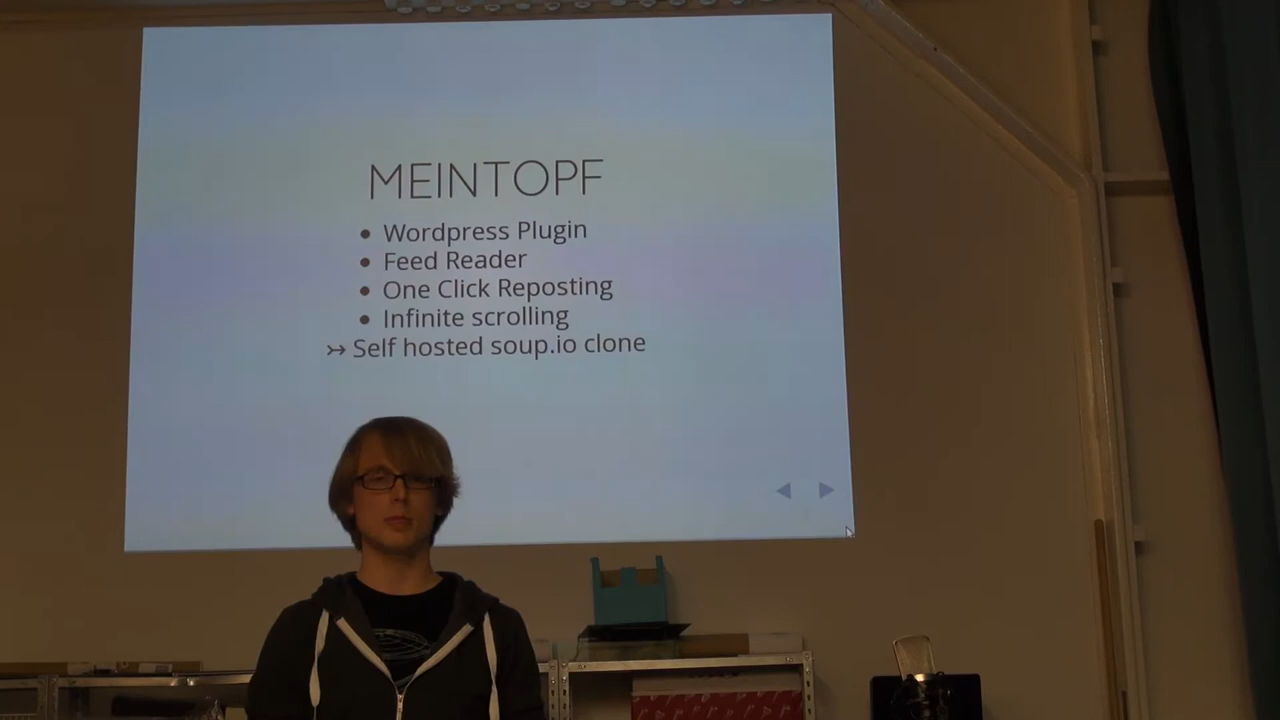 MEINTOPF
• Wordpress Plugin
• Feed Reader
• One Click Reposting
• Infinite scrolling
↣ Self hosted soup.io clone